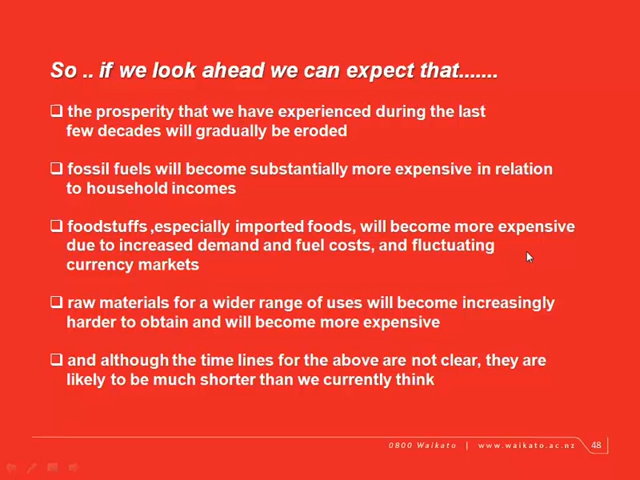 So .. if we look ahead we can expect that.......
❑ the prosperity that we have experienced during the last
few decades will gradually be eroded
❑ fossil fuels will become substantially more expensive in relation
to household incomes
❑ foodstuffs ,especially imported foods, will become more expensive
due to increased demand and fuel costs, and fluctuating
currency markets
❑ raw materials for a wider range of uses will become increasingly
harder to obtain and will become more expensive
❑ and although the time lines for the above are not clear, they are
likely to be much shorter than we currently think
0800 Waikato | www.waikato.ac.nz 48